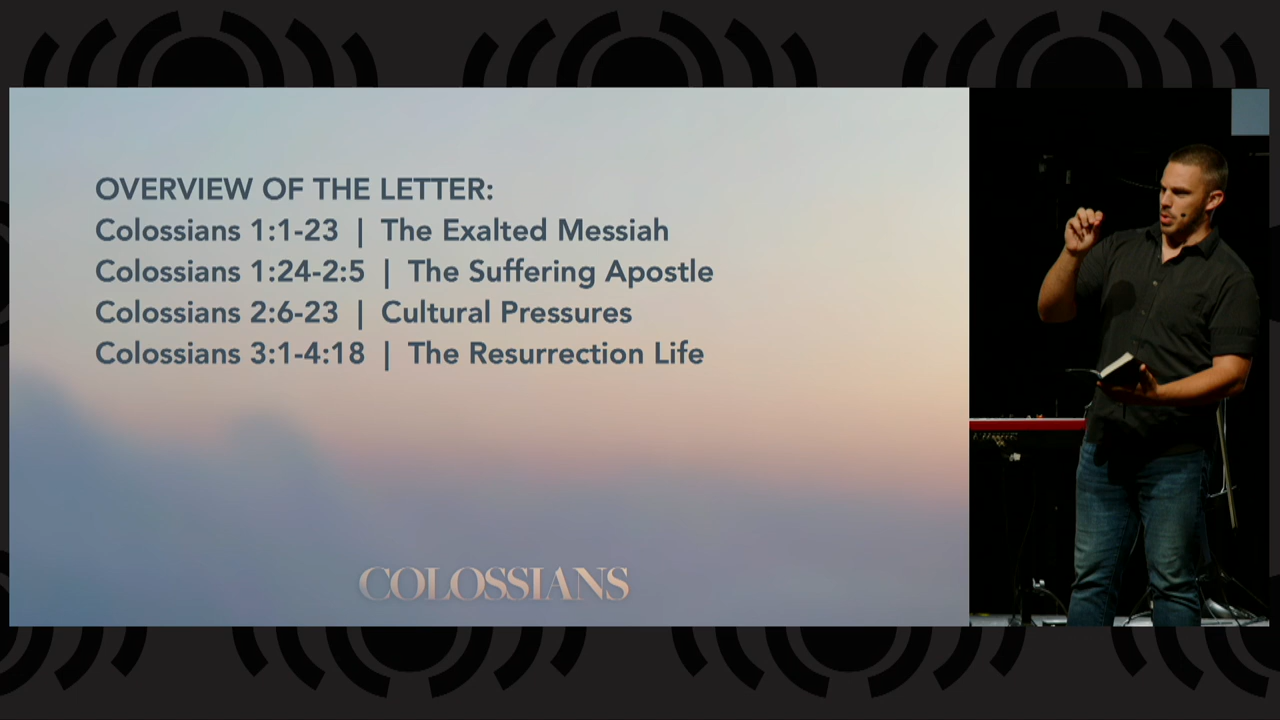 OVERVIEW OF THE LETTER:
Colossians 1:1-23 | The Exalted Messiah
Colossians 1:24-2:5 | The Suffering Apostle
Colossians 2:6-23 | Cultural Pressures
Colossians 3:1-4:18 | The Resurrection Life
COLOSSIANS